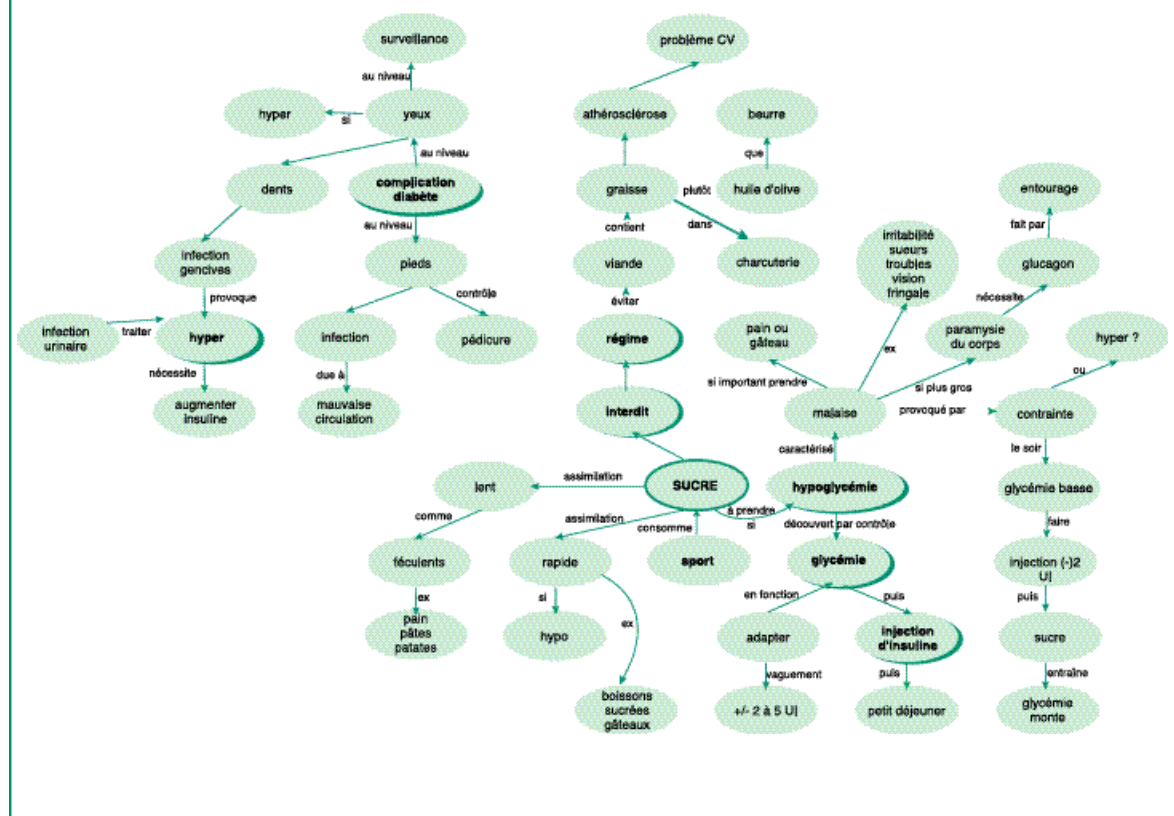 surveillance
problème CV
au niveau
hyper
si
yeux
athérosclérose
beurre
au niveau
que
dents
complication
diabète
graisse
plutôt
huile d'olive
entourage
au niveau
contient
dans
fait par
infection
gencives
pieds
viande
charcuterie
irritabilité
sueurs
troubles
vision
fringale
glucagon
provoque
contrôle
éviter
nécessite
infection
urinaire
traiter
hyper
infection
pédicure
régime
pain ou
gâteau
ex
paramysie
du corps
hyper ?
nécessite
due à
si important prendre
si plus gros
ou
augmenter
insuline
mauvaise
circulation
interdit
malaise
provoqué par
contrainte
caractérisé
le soir
lent
assimilation
SUCRE
hypoglycémie
glycémie basse
comme
assimilation
consomme
à prendre
si
découvert par contrôle
faire
féculents
rapide
sport
glycémie
injection (-)2
UI
ex
si
ex
en fonction
puis
puis
pain
pâtes
patates
hypo
adapter
injection
d'insuline
sucre
vaguement
puis
entraîne
boissons
sucrées
gâteaux
+/- 2 à 5 UI
petit déjeuner
glycémie
monte